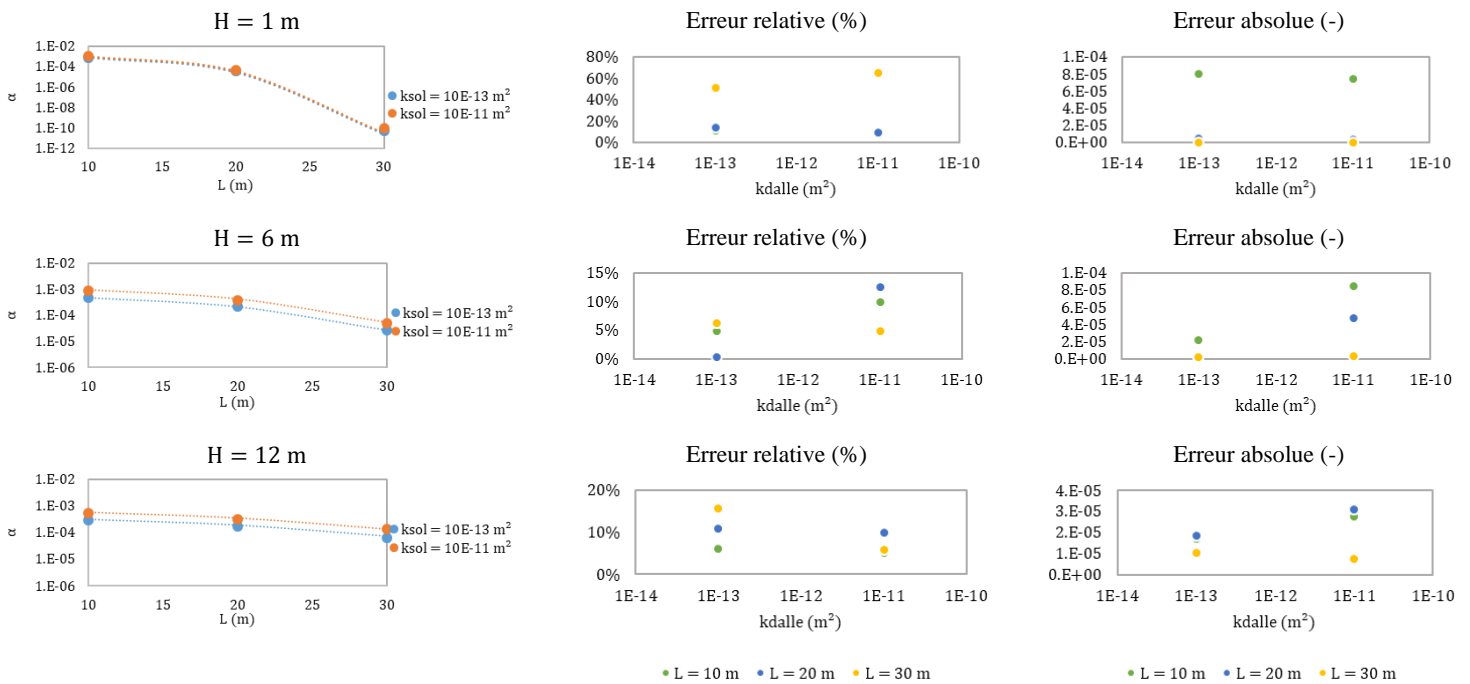 H = 1 m
1.E-02
1.E-04
1.E-06
1.E-08
1.E-10
1.E-12
α
10
15
20
25
30
L (m)
ksol = 10E-13 m²
ksol = 10E-11 m²
Erreur relative (%)
80%
60%
40%
20%
0%
1E-14
1E-13
1E-12
1E-11
1E-10
kdalle (m²)
Erreur absolue (-)
1.E-04
8.E-05
6.E-05
4.E-05
2.E-05
0.E+00
1E-14
1E-13
1E-12
1E-11
1E-10
kdalle (m²)
H = 6 m
1.E-02
1.E-03
1.E-04
1.E-05
1.E-06
α
10
15
20
25
30
L (m)
ksol = 10E-13 m²
ksol = 10E-11 m²
Erreur relative (%)
15%
10%
5%
0%
1E-14
1E-13
1E-12
1E-11
1E-10
kdalle (m²)
Erreur absolue (-)
1.E-04
8.E-05
6.E-05
4.E-05
2.E-05
0.E+00
1E-14
1E-13
1E-12
1E-11
1E-10
kdalle (m²)
H = 12 m
1.E-02
1.E-03
1.E-04
1.E-05
1.E-06
α
10
15
20
25
30
L (m)
ksol = 10E-13 m²
ksol = 10E-11 m²
Erreur relative (%)
20%
10%
0%
1E-14
1E-13
1E-12
1E-11
1E-10
kdalle (m²)
Erreur absolue (-)
4.E-05
3.E-05
2.E-05
1.E-05
0.E+00
1E-14
1E-13
1E-12
1E-11
1E-10
kdalle (m²)
L = 10 m L = 20 m L = 30 m
L = 10 m L = 20 m L = 30 m